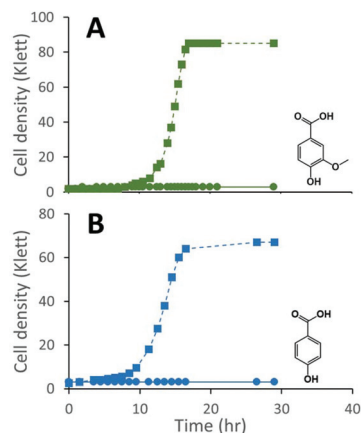 A
Cell density (Klett)
100
80
60
40
20
0
O
OH
O
OH
B
Cell density (Klett)
80
60
40
20
0
O
OH
OH
0
10
20
30
40
Time (hr)